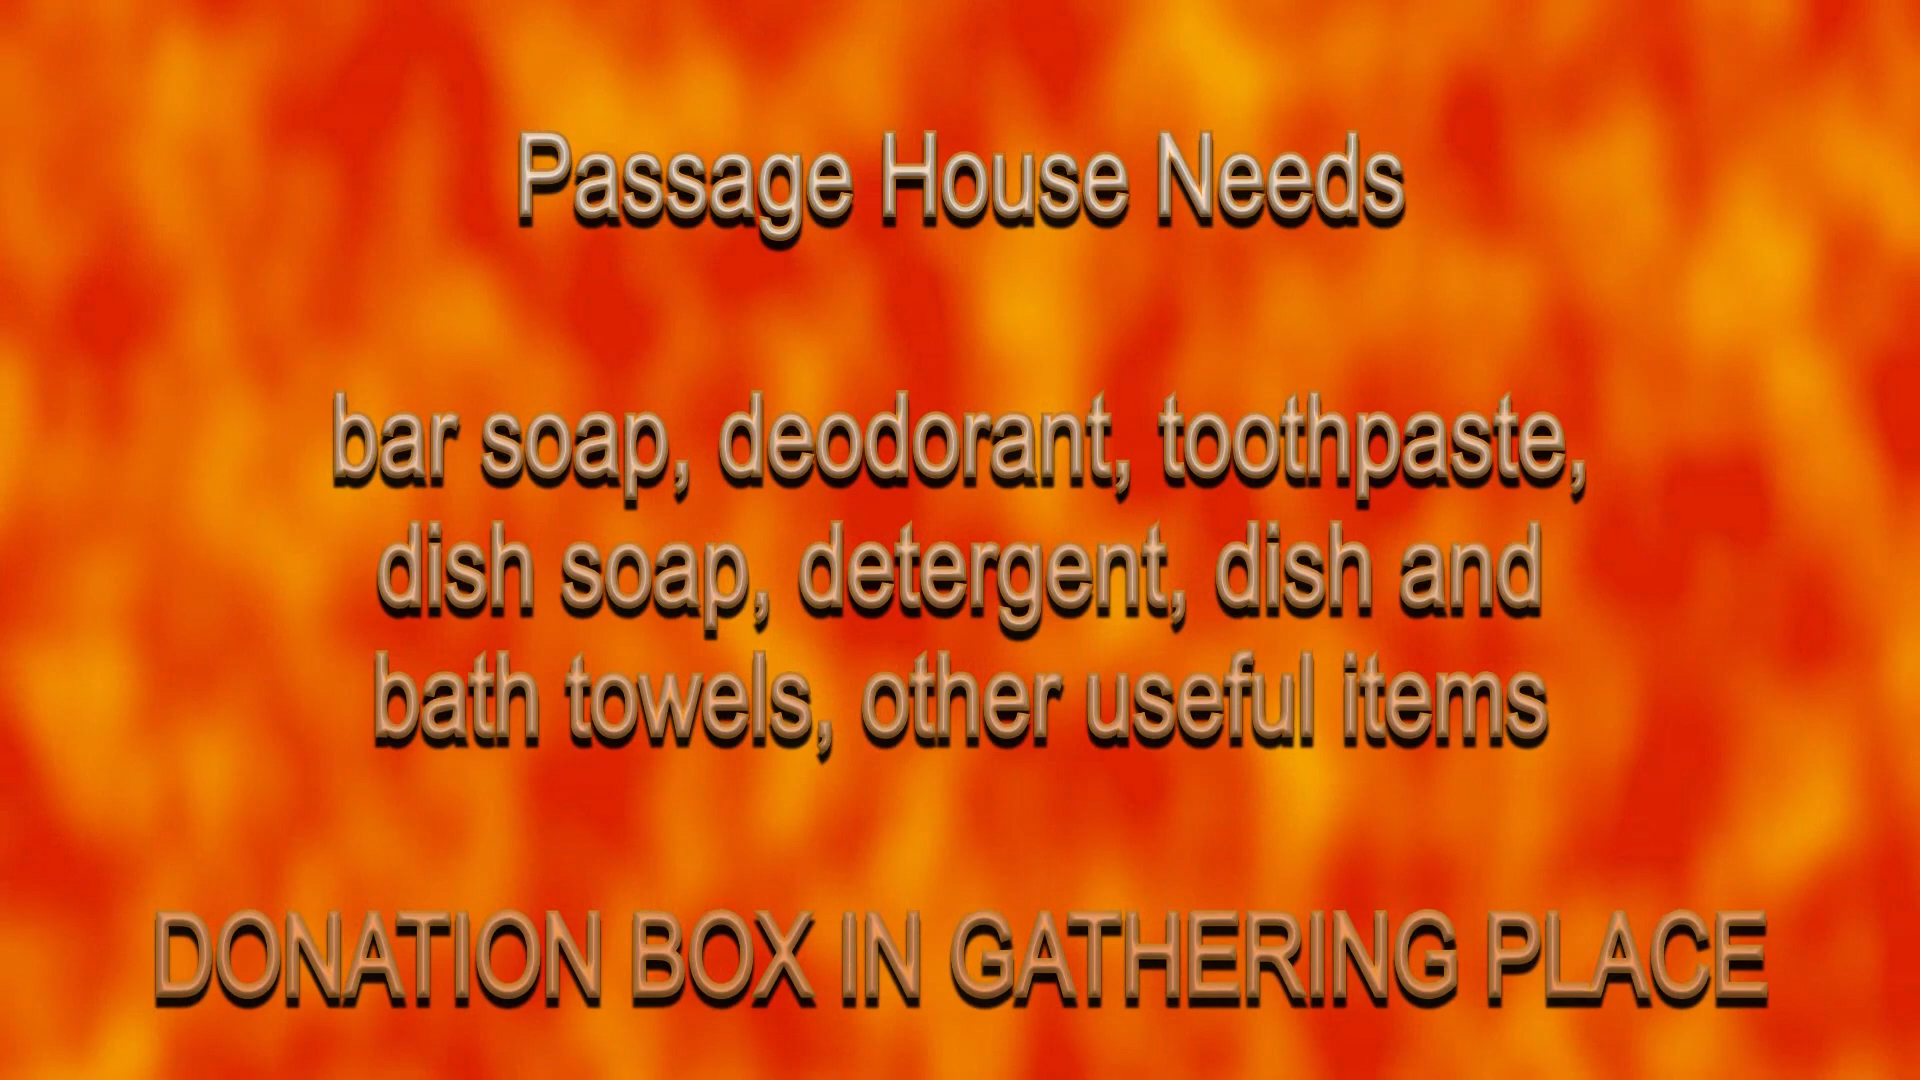 Passage House Needs
bar soap, deodorant, toothpaste,
dish soap, detergent, dish and
bath towels, other useful items
DONATION BOX IN GATHERING PLACE